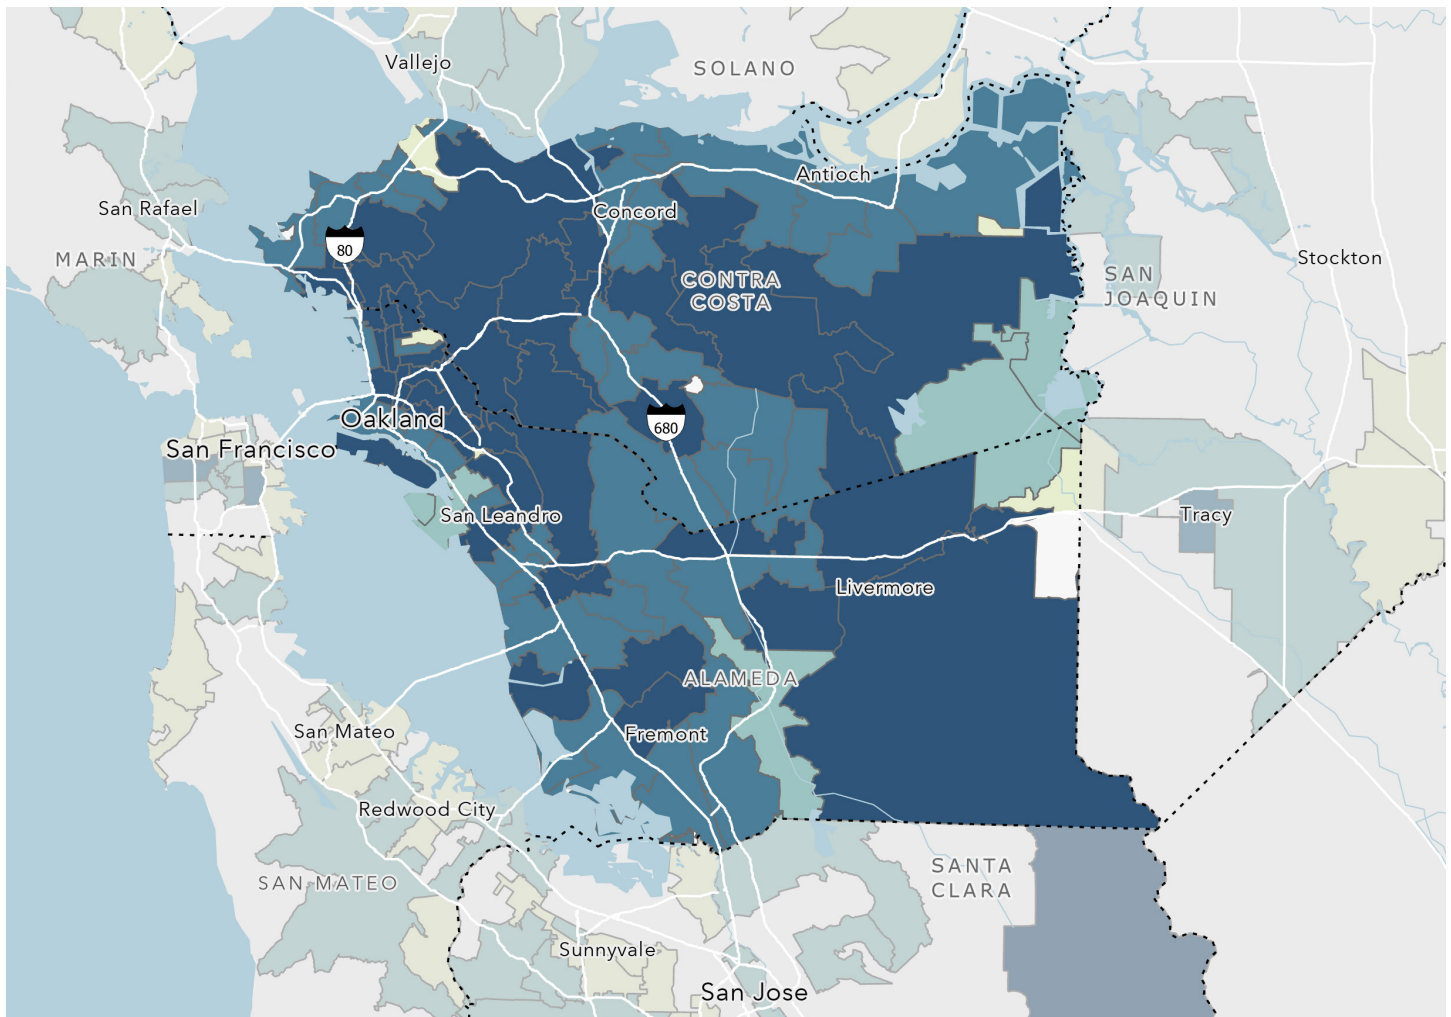 Vallejo
SOLANO
Antioch
San Rafael
Concord
80
MARIN
Stockton
CONTRA
COSTA
SAN
JOAQUIN
Oakland
680
San Francisco
San Leandro
Tracy
Livermore
ALAMEDA
San Mateo
Fremont
Redwood City
SANTA
CLARA
SAN MATEO
Sunnyvale
San Jose